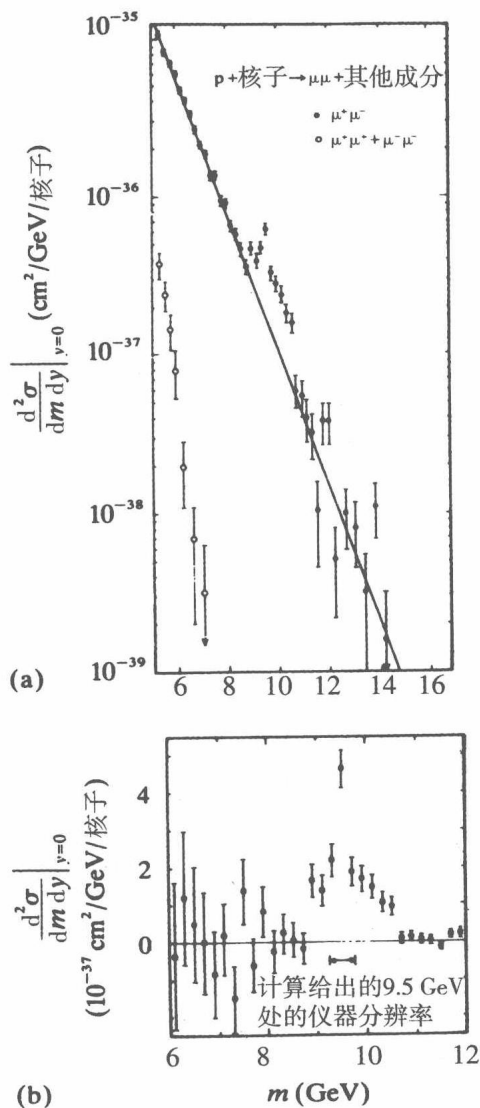 10⁻³⁵
p+核子→μμ+其他成分
μ⁺μ⁻
μ⁺μ⁺+μ⁻μ⁻
10⁻³⁶
d²σ/dm dy|y=0 (cm²/GeV/核子)
10⁻³⁷
10⁻³⁸
10⁻³⁹
(a)
6 8 10 12 14 16
4
2
0
d²σ/dm dy|y=0
(10⁻³⁷ cm²/GeV/核子)
计算给出的9.5 GeV
处的仪器分辨率
6 8 10 12
(b)
m (GeV)